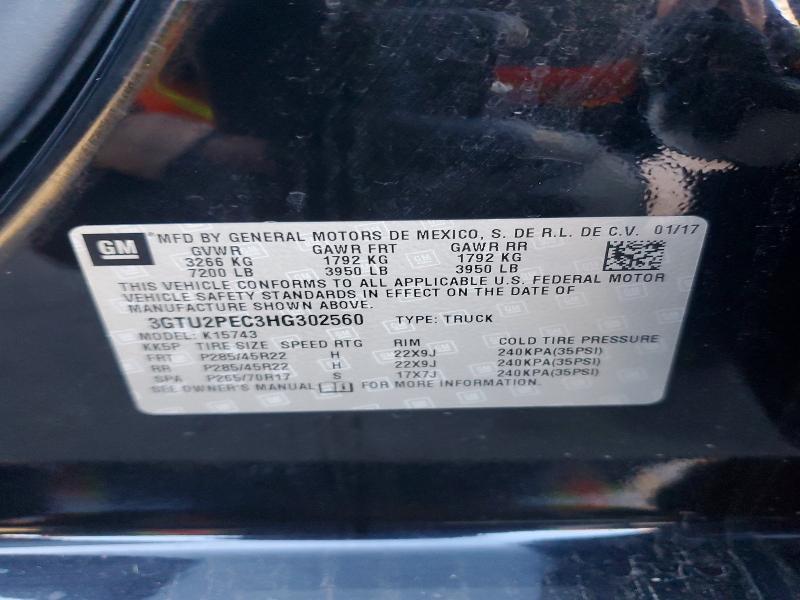 GM
®MFD BY GENERAL MOTORS DE MEXICO, S. DE R.L. DE C.V. 01/17
GVWR GAWR FRT GAWR RR
3266 KG 1792 KG 1792 KG
7200 LB 3950 LB 3950 LB
THIS VEHICLE CONFORMS TO ALL APPLICABLE U.S. FEDERAL MOTOR
VEHICLE SAFETY STANDARDS IN EFFECT ON THE DATE OF
MANUFACTURE SHOWN ABOVE.
3GTU2PEC3HG302560 TYPE: TRUCK
MODEL: K15743
KK5P TIRE SIZE SPEED RTG RIM COLD TIRE PRESSURE
FRT P285/45R22 H 22X9J 240KPA(35PSI)
RR P285/45R22 H 22X9J 240KPA(35PSI)
SPA P265/70R17 S 17X7J 240KPA(35PSI)
SEE OWNER'S MANUAL FOR MORE INFORMATION.